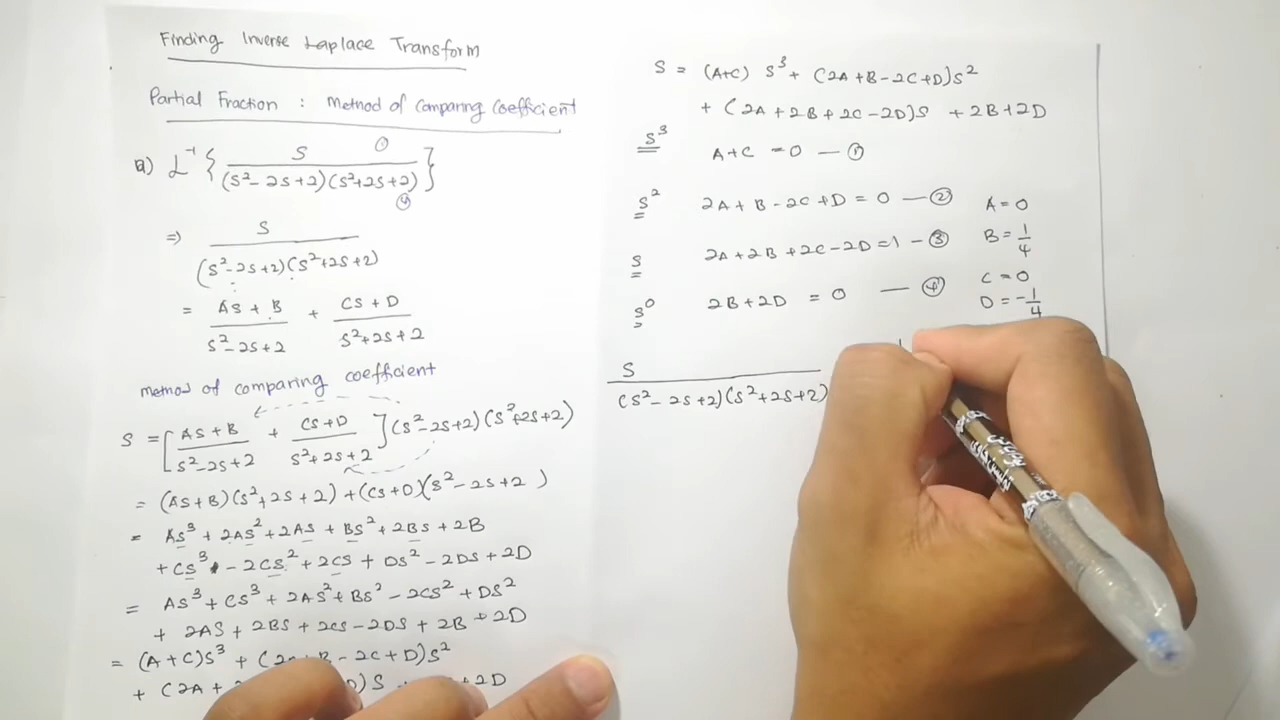 Finding Inverse Laplace Transform
Partial Fraction : Method of Comparing Coefficient
a) L⁻¹ { S / (S²-2S+2)(S²+2S+2) }
①
④
=> S / (S²-2S+2)(S²+2S+2)
= AS+B / S²-2S+2 + CS+D / S²+2S+2
method of comparing coefficient
S = [ AS+B / S²-2S+2 + CS+D / S²+2S+2 ] (S²-2S+2)(S²+2S+2)
= (AS+B)(S²+2S+2) + (CS+D)(S²-2S+2)
= AS³ + 2AS² + 2AS + BS² + 2BS + 2B
+ CS³ - 2CS² + 2CS + DS² - 2DS + 2D
= AS³ + CS³ + 2AS² + BS² - 2CS² + DS²
+ 2AS + 2BS + 2CS - 2DS + 2B + 2D
= (A+C)S³ + (2A B - 2C + D)S²
+ (2A + D)S 2D
S = (A+C) S³ + (2A+B-2C+D)S²
+ (2A+2B+2C-2D)S + 2B+2D
S³ A+C = 0 — ①
S² 2A+B-2C+D = 0 — ②
S 2A+2B+2C-2D = 1 — ③
S⁰ 2B+2D = 0 — ④
A = 0
B = 1/4
C = 0
D = -1/4
S / (S²-2S+2)(S²+2S+2)